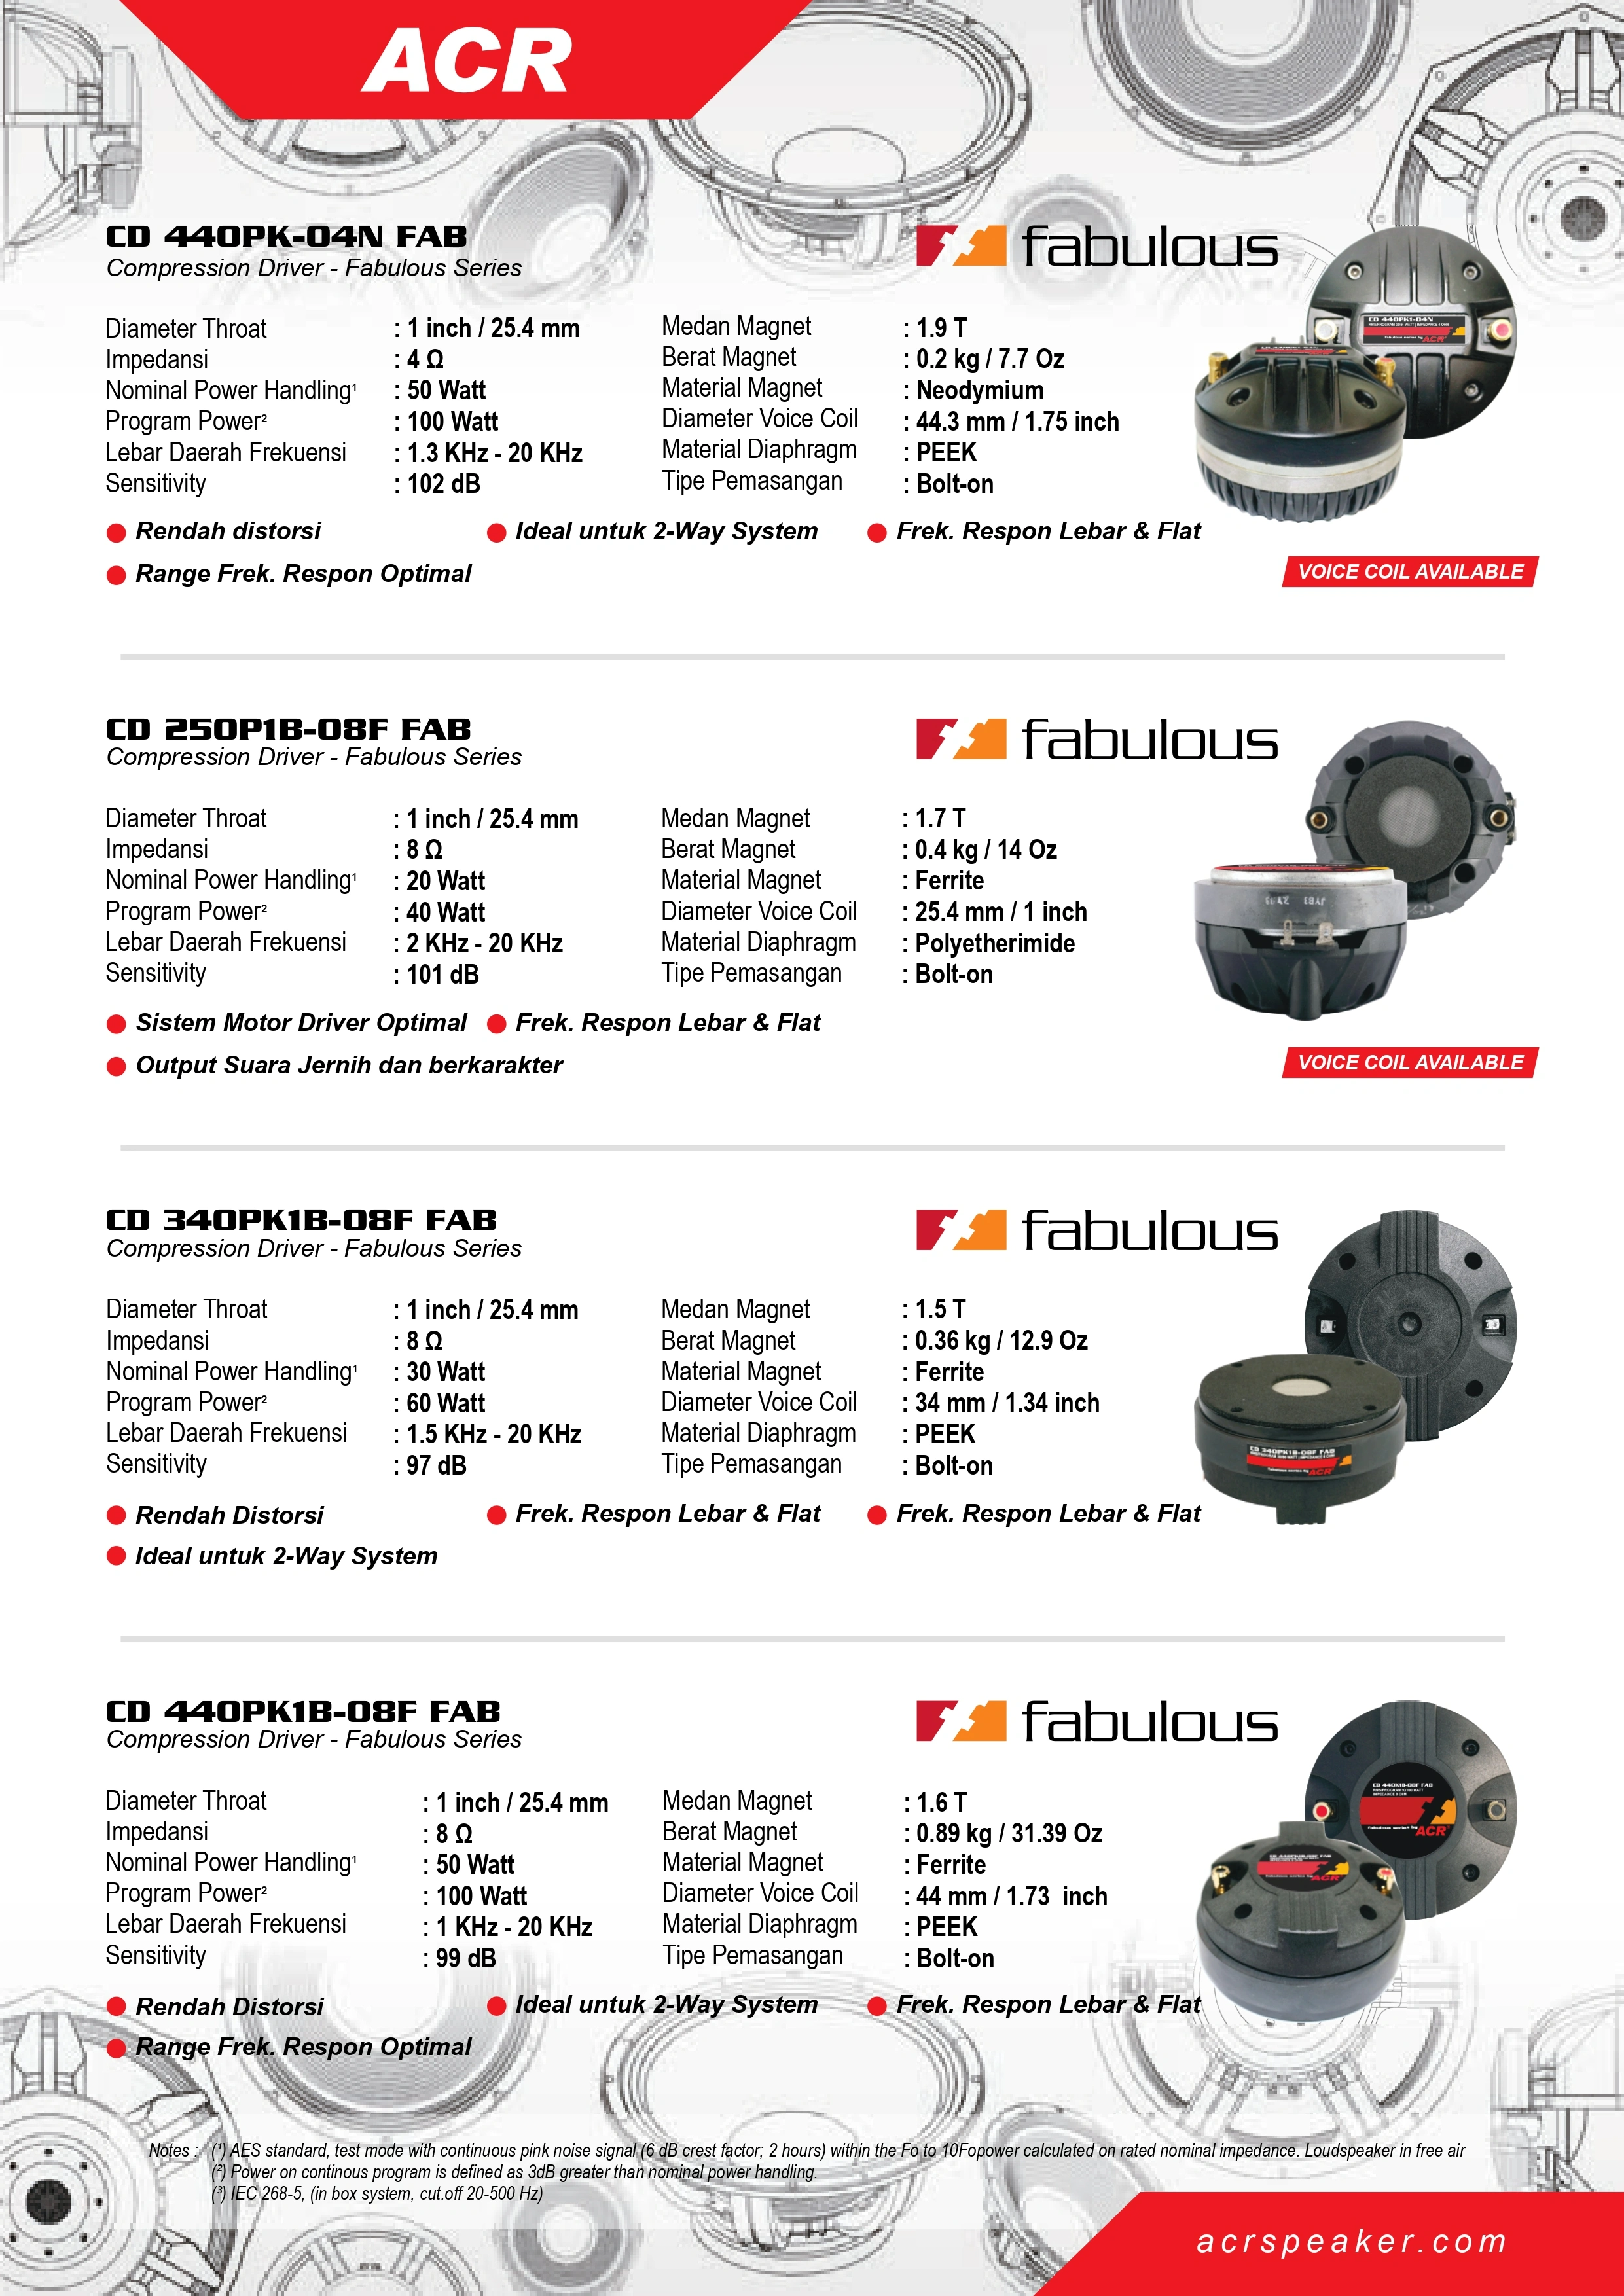 ACR
CD 440PK-04N FAB
Compression Driver - Fabulous Series
fabulous
Diameter Throat : 1 inch / 25.4 mm
Impedansi : 4 Ω
Nominal Power Handling¹ : 50 Watt
Program Power² : 100 Watt
Lebar Daerah Frekuensi : 1.3 KHz - 20 KHz
Sensitivity : 102 dB
Medan Magnet : 1.9 T
Berat Magnet : 0.2 kg / 7.7 Oz
Material Magnet : Neodymium
Diameter Voice Coil : 44.3 mm / 1.75 inch
Material Diaphragm : PEEK
Tipe Pemasangan : Bolt-on
CD 440PK1-04N
fabulous series by ACR
Rendah distorsi
Ideal untuk 2-Way System
Frek. Respon Lebar & Flat
Range Frek. Respon Optimal
VOICE COIL AVAILABLE
CD 250P1B-08F FAB
Compression Driver - Fabulous Series
fabulous
Diameter Throat : 1 inch / 25.4 mm
Impedansi : 8 Ω
Nominal Power Handling¹ : 20 Watt
Program Power² : 40 Watt
Lebar Daerah Frekuensi : 2 KHz - 20 KHz
Sensitivity : 101 dB
Medan Magnet : 1.7 T
Berat Magnet : 0.4 kg / 14 Oz
Material Magnet : Ferrite
Diameter Voice Coil : 25.4 mm / 1 inch
Material Diaphragm : Polyetherimide
Tipe Pemasangan : Bolt-on
Sistem Motor Driver Optimal
Frek. Respon Lebar & Flat
Output Suara Jernih dan berkarakter
VOICE COIL AVAILABLE
CD 340PK1B-08F FAB
Compression Driver - Fabulous Series
fabulous
Diameter Throat : 1 inch / 25.4 mm
Impedansi : 8 Ω
Nominal Power Handling¹ : 30 Watt
Program Power² : 60 Watt
Lebar Daerah Frekuensi : 1.5 KHz - 20 KHz
Sensitivity : 97 dB
Medan Magnet : 1.5 T
Berat Magnet : 0.36 kg / 12.9 Oz
Material Magnet : Ferrite
Diameter Voice Coil : 34 mm / 1.34 inch
Material Diaphragm : PEEK
Tipe Pemasangan : Bolt-on
CD 340PK1B-08F FAB
fabulous series by ACR
Rendah Distorsi
Frek. Respon Lebar & Flat
Frek. Respon Lebar & Flat
Ideal untuk 2-Way System
CD 440PK1B-08F FAB
Compression Driver - Fabulous Series
fabulous
Diameter Throat : 1 inch / 25.4 mm
Impedansi : 8 Ω
Nominal Power Handling¹ : 50 Watt
Program Power² : 100 Watt
Lebar Daerah Frekuensi : 1 KHz - 20 KHz
Sensitivity : 99 dB
Medan Magnet : 1.6 T
Berat Magnet : 0.89 kg / 31.39 Oz
Material Magnet : Ferrite
Diameter Voice Coil : 44 mm / 1.73 inch
Material Diaphragm : PEEK
Tipe Pemasangan : Bolt-on
fabulous series by ACR
Rendah Distorsi
Ideal untuk 2-Way System
Frek. Respon Lebar & Flat
Range Frek. Respon Optimal
Notes : (¹) AES standard, test mode with continuous pink noise signal (6 dB crest factor; 2 hours) within the Fo to 10Fopower calculated on rated nominal impedance. Loudspeaker in free air
(²) Power on continous program is defined as 3dB greater than nominal power handling.
(³) IEC 268-5, (in box system, cut.off 20-500 Hz)
acrspeaker.com